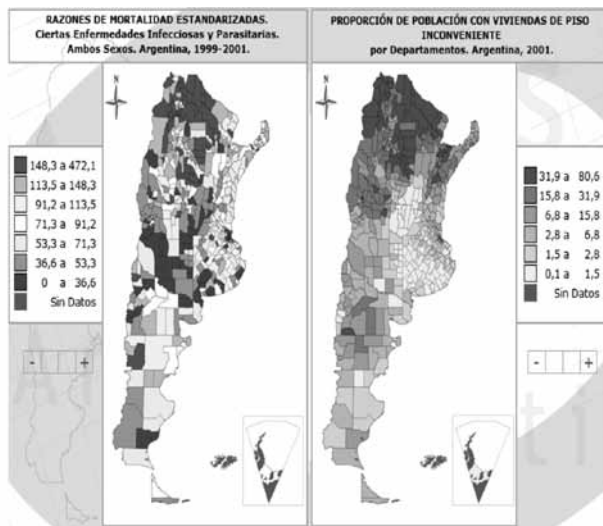 RAZONES DE MORTALIDAD ESTANDARIZADAS.
Ciertas Enfermedades Infecciosas y Parasitarias.
Ambos Sexos. Argentina, 1999-2001.
N
148,3 a 472,1
113,5 a 148,3
91,2 a 113,5
71,3 a 91,2
53,3 a 71,3
36,6 a 53,3
0 a 36,6
Sin Datos
- +
PROPORCIÓN DE POBLACIÓN CON VIVIENDAS DE PISO
INCONVENIENTE
por Departamentos. Argentina, 2001.
N
31,9 a 80,6
15,8 a 31,9
6,8 a 15,8
2,8 a 6,8
1,5 a 2,8
0,1 a 1,5
Sin Datos
- +